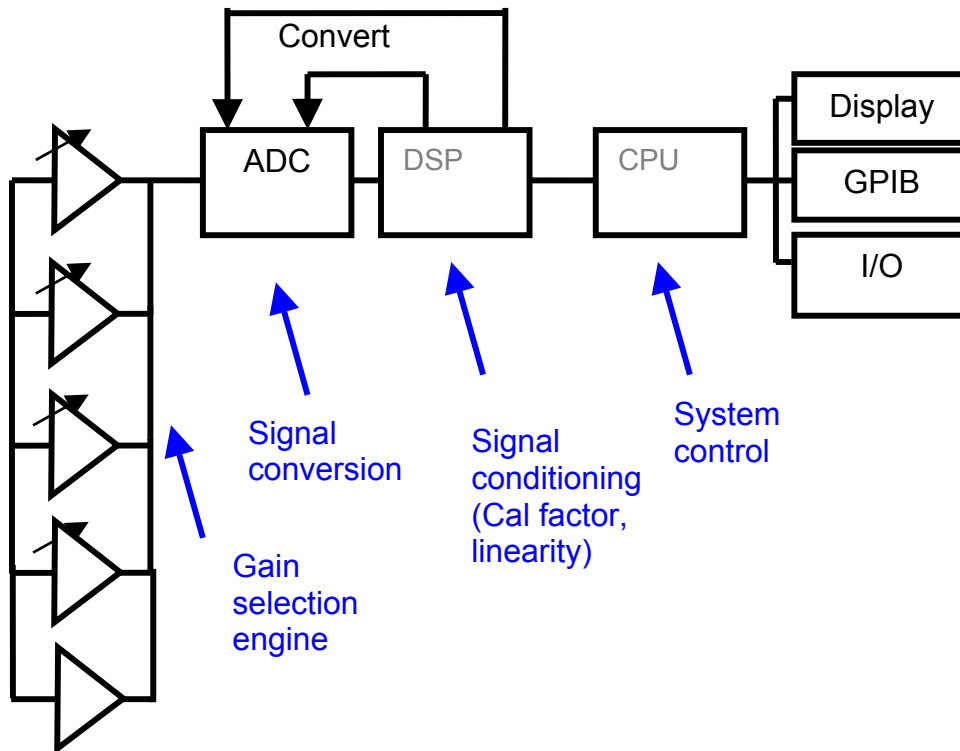 Convert
ADC
DSP
CPU
Display
GPIB
I/O
Signal
conversion
Signal
conditioning
(Cal factor,
linearity)
System
control
Gain
selection
engine